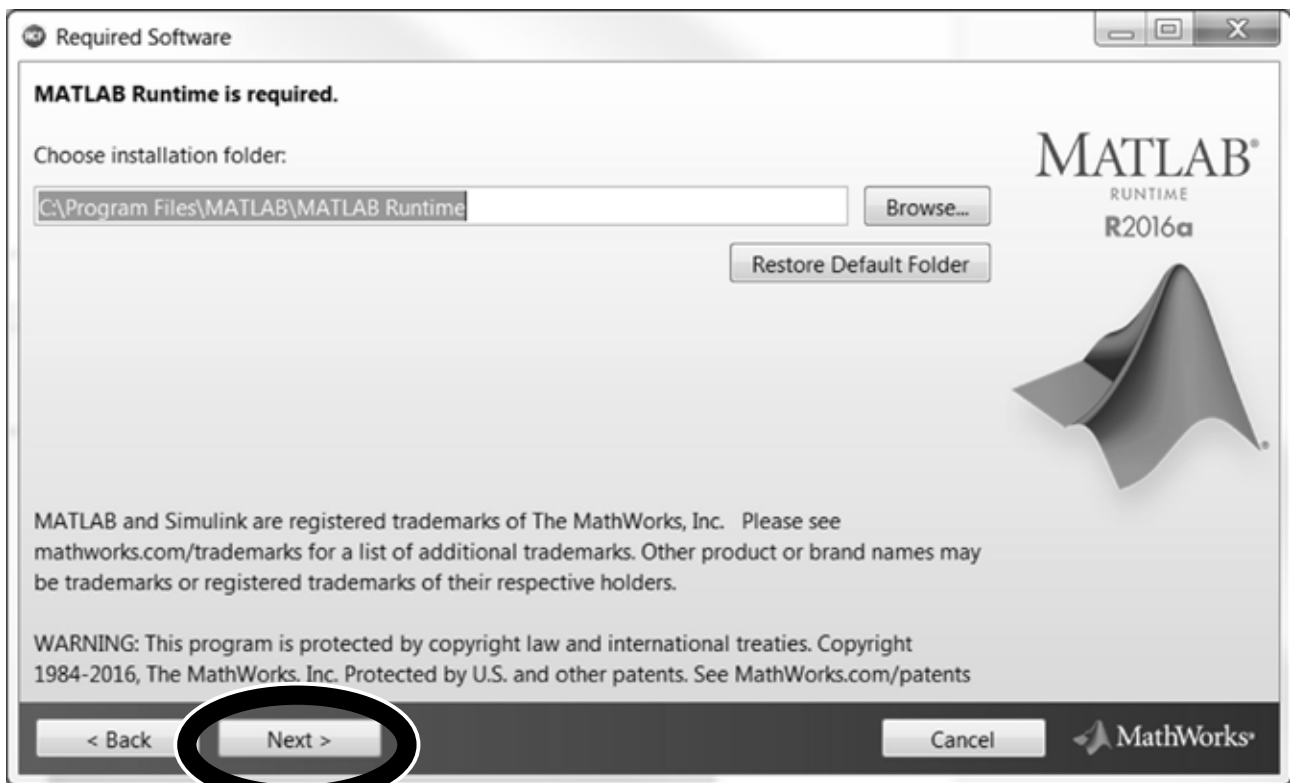 Required Software
MATLAB Runtime is required.
Choose installation folder:
C:\Program Files\MATLAB\MATLAB Runtime
Browse...
Restore Default Folder
MATLAB®
RUNTIME
R2016a
MATLAB and Simulink are registered trademarks of The MathWorks, Inc.   Please see
mathworks.com/trademarks for a list of additional trademarks. Other product or brand names may
be trademarks or registered trademarks of their respective holders.
WARNING: This program is protected by copyright law and international treaties. Copyright
1984-2016, The MathWorks, Inc. Protected by U.S. and other patents. See MathWorks.com/patents
< Back
Next >
Cancel
MathWorks®